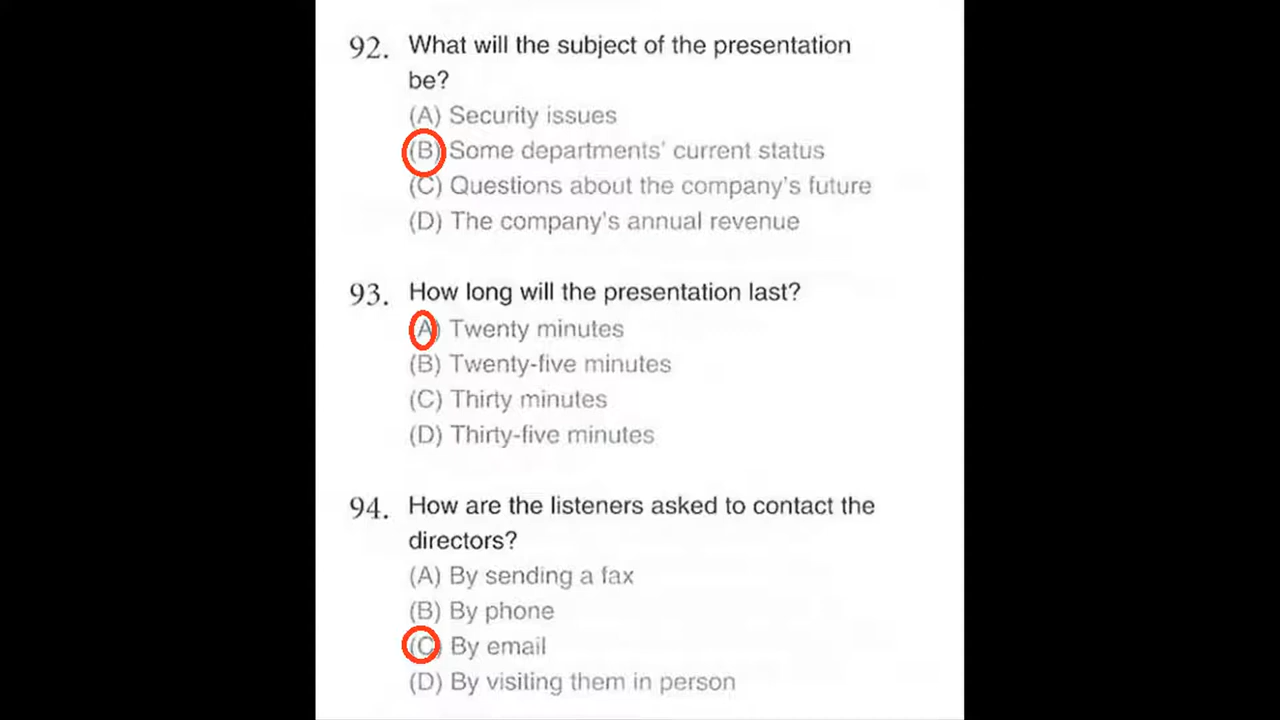 92. What will the subject of the presentation
be?
(A) Security issues
(B) Some departments' current status
(C) Questions about the company's future
(D) The company's annual revenue
93. How long will the presentation last?
(A) Twenty minutes
(B) Twenty-five minutes
(C) Thirty minutes
(D) Thirty-five minutes
94. How are the listeners asked to contact the
directors?
(A) By sending a fax
(B) By phone
(C) By email
(D) By visiting them in person